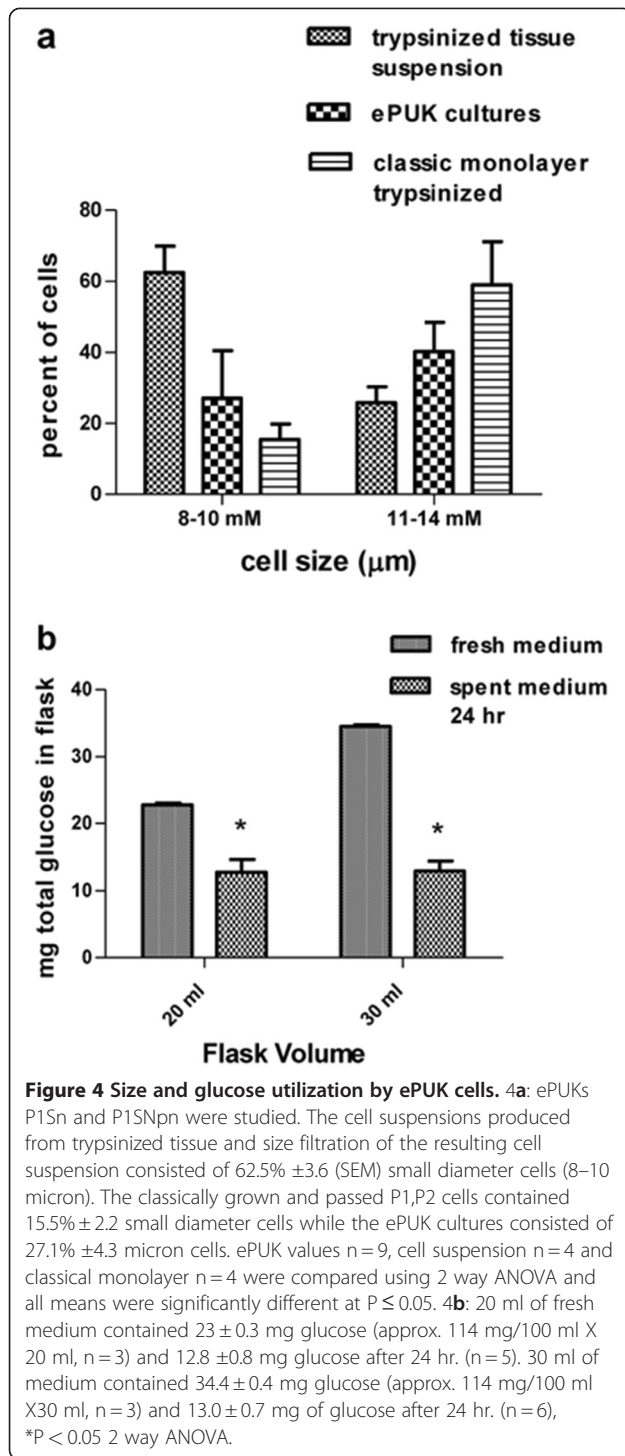 a
trypsinized tissue
suspension
ePUK cultures
classic monolayer
trypsinized
80
60
40
20
0
percent of cells
8-10 mM
11-14 mM
cell size (μm)
b
fresh medium
spent medium
24 hr
40
30
20
10
0
mg total glucose in flask
*
*
20 ml
30 ml
Flask Volume
Figure 4 Size and glucose utilization by ePUK cells. 4a: ePUKs
P1Sn and P1SNpn were studied. The cell suspensions produced
from trypsinized tissue and size filtration of the resulting cell
suspension consisted of 62.5% ±3.6 (SEM) small diameter cells (8–10
micron). The classically grown and passed P1,P2 cells contained
15.5% ± 2.2 small diameter cells while the ePUK cultures consisted of
27.1% ±4.3 micron cells. ePUK values n = 9, cell suspension n = 4 and
classical monolayer n = 4 were compared using 2 way ANOVA and
all means were significantly different at P ≤ 0.05. 4b: 20 ml of fresh
medium contained 23 ± 0.3 mg glucose (approx. 114 mg/100 ml X
20 ml, n = 3) and 12.8 ±0.8 mg glucose after 24 hr. (n = 5). 30 ml of
medium contained 34.4 ± 0.4 mg glucose (approx. 114 mg/100 ml
X30 ml, n = 3) and 13.0 ± 0.7 mg of glucose after 24 hr. (n = 6),
*P < 0.05 2 way ANOVA.